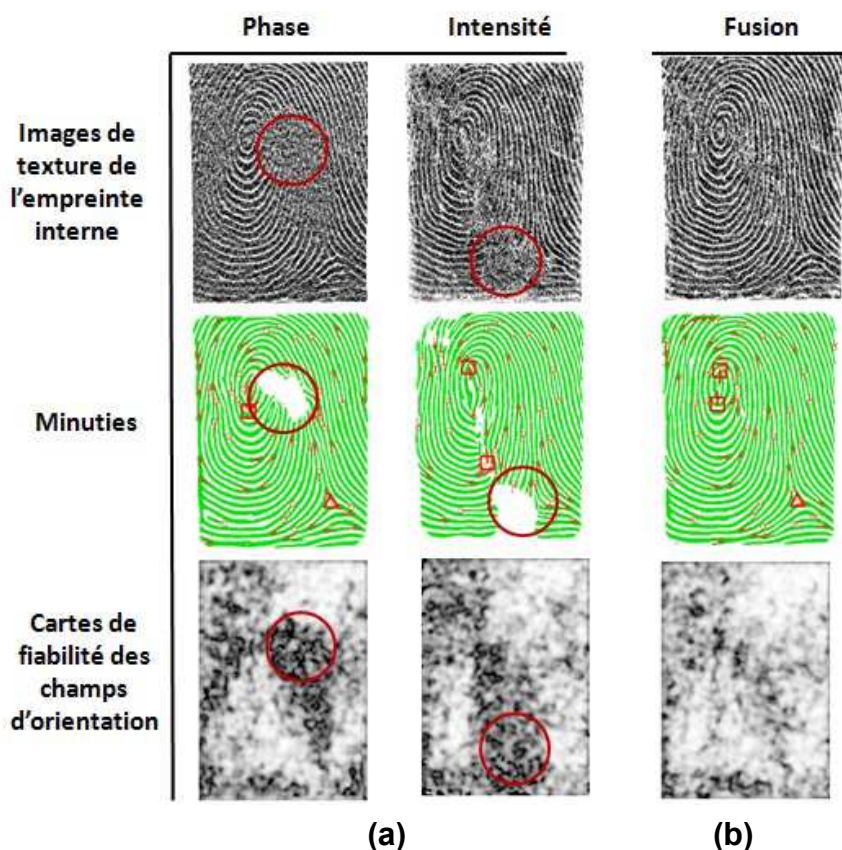 Phase Intensité Fusion
Images de
texture de
l'empreinte
interne
Minuties
Cartes de
fiabilité des
champs
d'orientation
(a) (b)